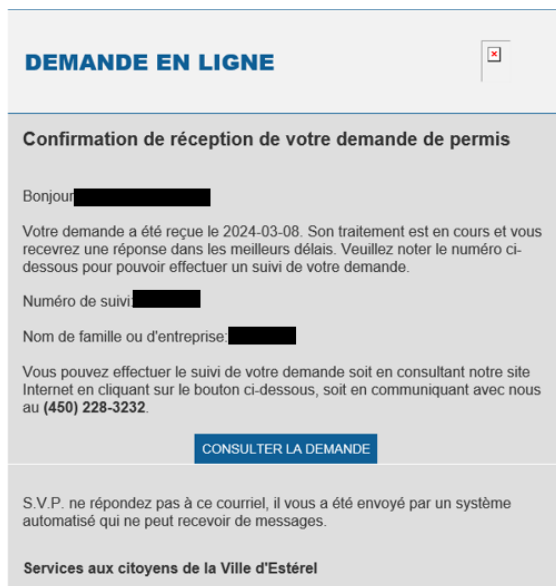 DEMANDE EN LIGNE
Confirmation de réception de votre demande de permis
Bonjour
Votre demande a été reçue le 2024-03-08. Son traitement est en cours et vous
recevrez une réponse dans les meilleurs délais. Veuillez noter le numéro ci-
dessous pour pouvoir effectuer un suivi de votre demande.
Numéro de suivi:
Nom de famille ou d'entreprise:
Vous pouvez effectuer le suivi de votre demande soit en consultant notre site
Internet en cliquant sur le bouton ci-dessous, soit en communiquant avec nous
au (450) 228-3232.
CONSULTER LA DEMANDE
S.V.P. ne répondez pas à ce courriel, il vous a été envoyé par un système
automatisé qui ne peut recevoir de messages.
Services aux citoyens de la Ville d'Estérel